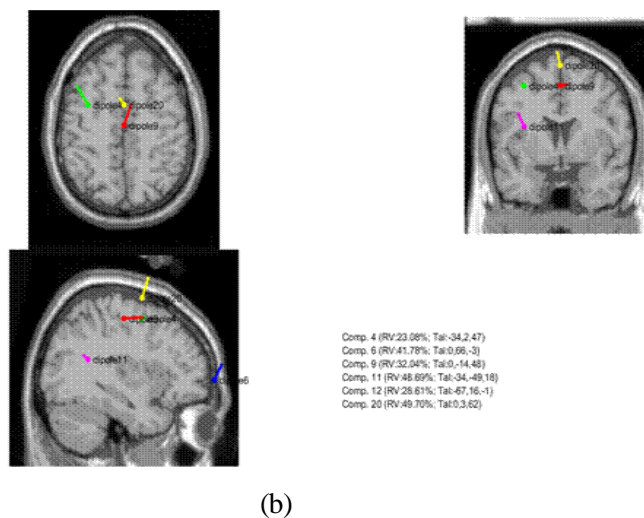 dipole20
dipole9
dipole9
dipole11
dipole11
dipole6
Comp. 4 (RV:23.08%; Tal:-34,2,47)
Comp. 6 (RV:41.78%; Tal:0,66,-3)
Comp. 9 (RV:32.04%; Tal:0,-14,48)
Comp. 11 (RV:48.69%; Tal:-34,-49,18)
Comp. 12 (RV:28.61%; Tal:-67,16,-1)
Comp. 20 (RV:49.70%; Tal:0,3,62)
(b)